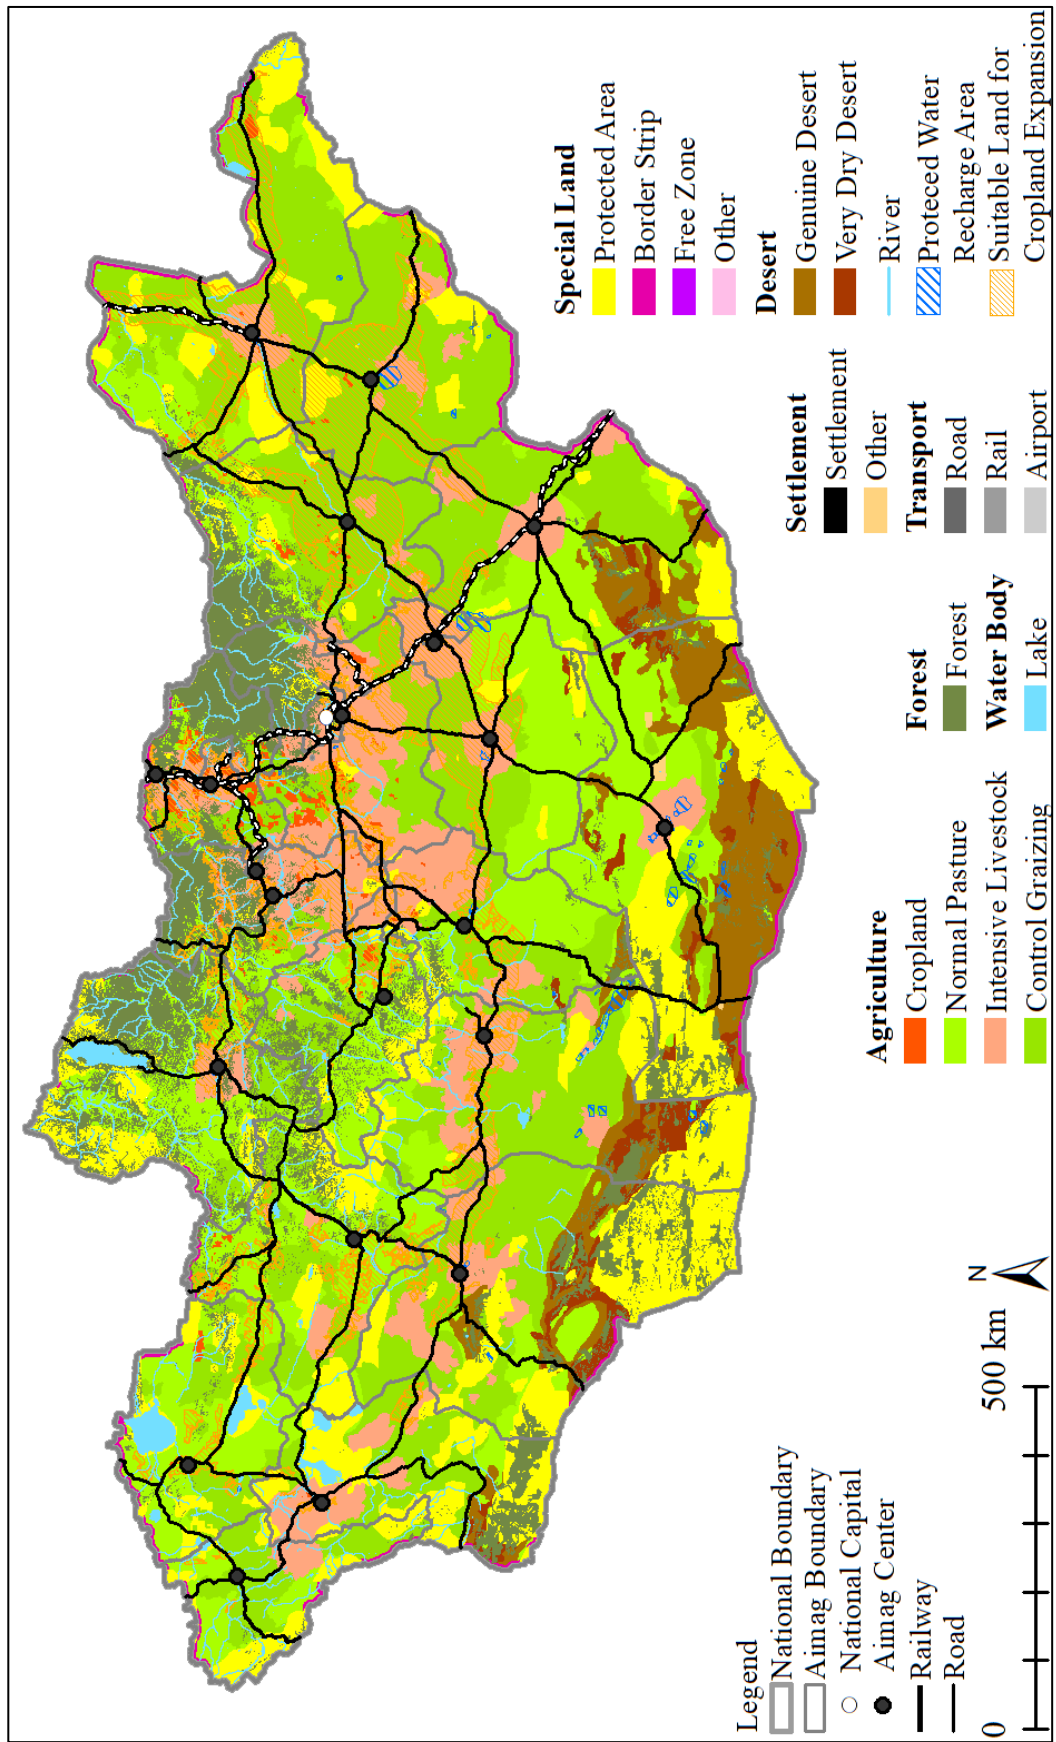 Legend
National Boundary
Aimag Boundary
National Capital
Aimag Center
Railway
Road
0
500 km
N
Agriculture
Cropland
Normal Pasture
Intensive Livestock
Control Graizing
Forest
Forest
Water Body
Lake
Settlement
Settlement
Other
Transport
Road
Rail
Airport
Special Land
Protected Area
Border Strip
Free Zone
Other
Desert
Genuine Desert
Very Dry Desert
River
Proteced Water
Recharge Area
Suitable Land for
Cropland Expansion